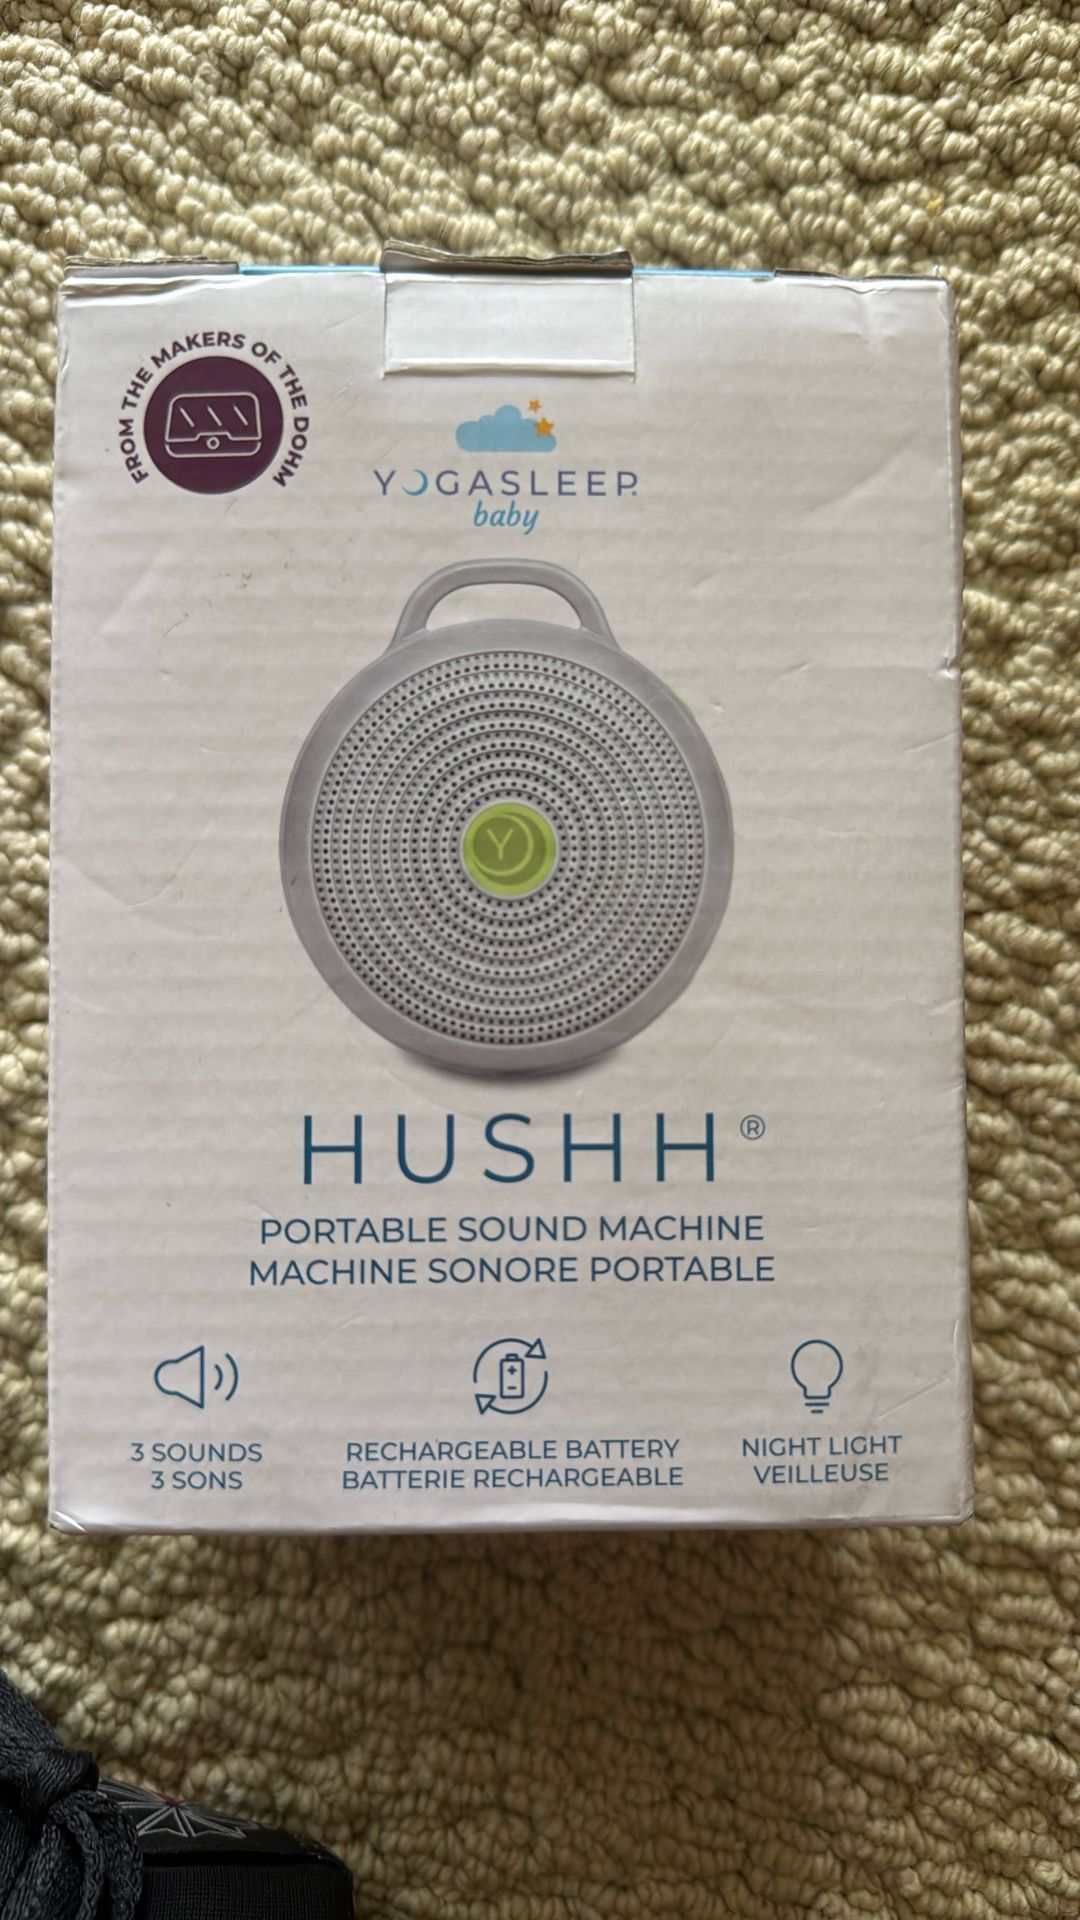 FROM THE MAKERS OF THE DOHM
YOGASLEEP
baby
Y
HUSHH®
PORTABLE SOUND MACHINE
MACHINE SONORE PORTABLE
3 SOUNDS
3 SONS
RECHARGEABLE BATTERY
BATTERIE RECHARGEABLE
NIGHT LIGHT
VEILLEUSE